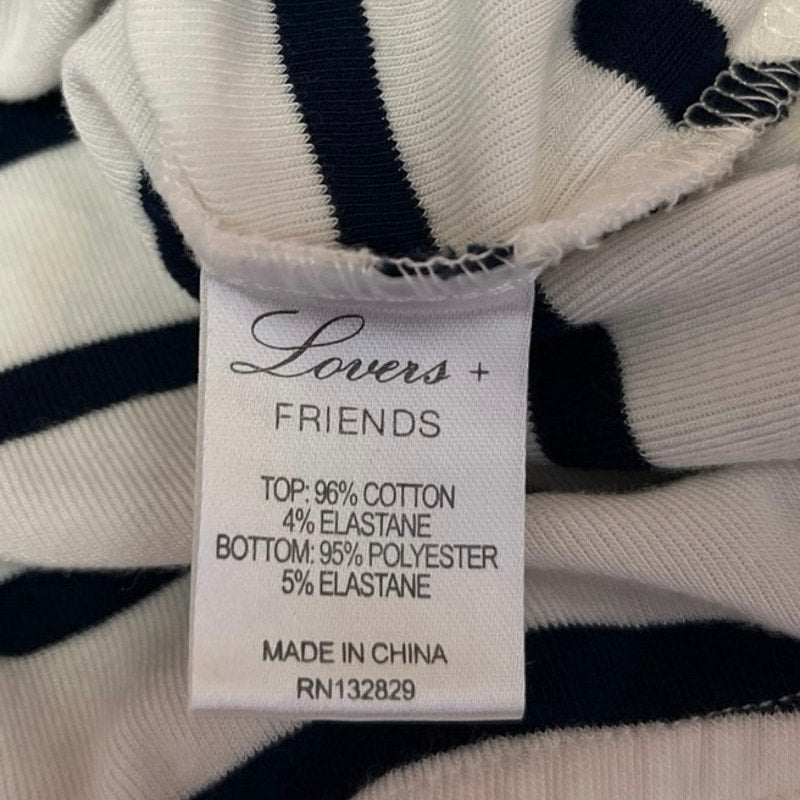 Lovers +
FRIENDS
TOP: 96% COTTON
4% ELASTANE
BOTTOM: 95% POLYESTER
5% ELASTANE
MADE IN CHINA
RN132829